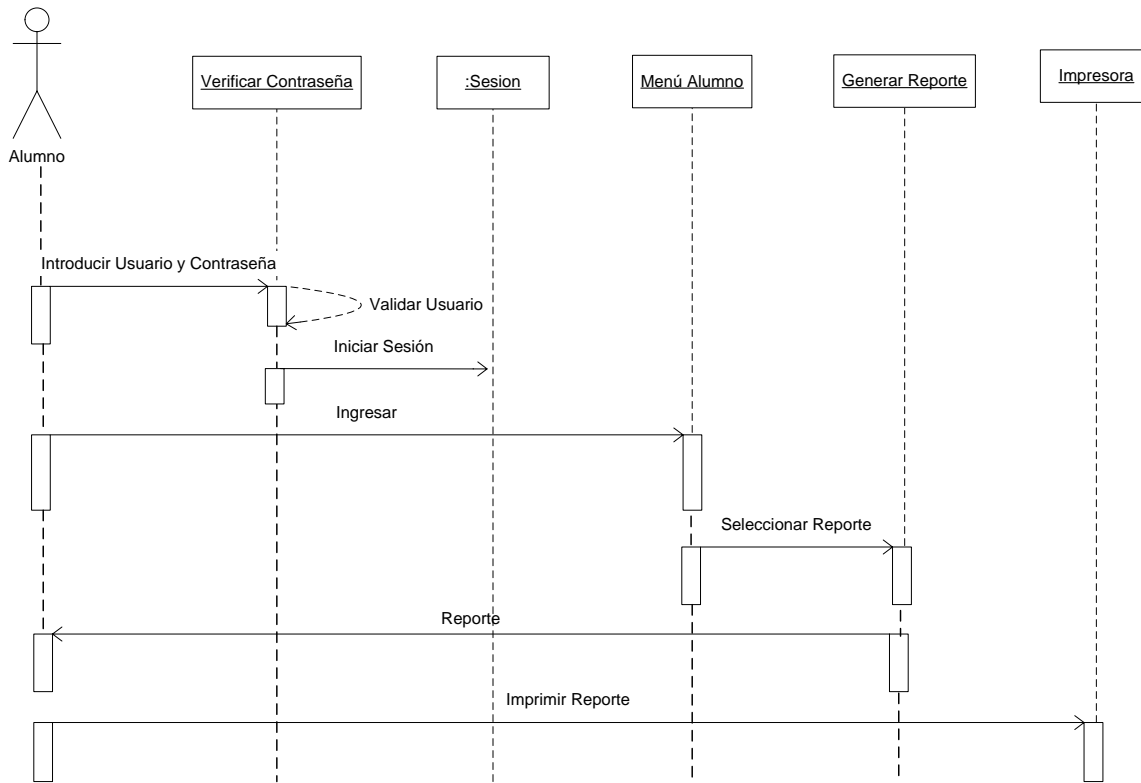 Verificar Contraseña
:Sesion
Menú Alumno
Generar Reporte
Impresora
Alumno
Introducir Usuario y Contraseña
Validar Usuario
Iniciar Sesión
Ingresar
Seleccionar Reporte
Reporte
Imprimir Reporte